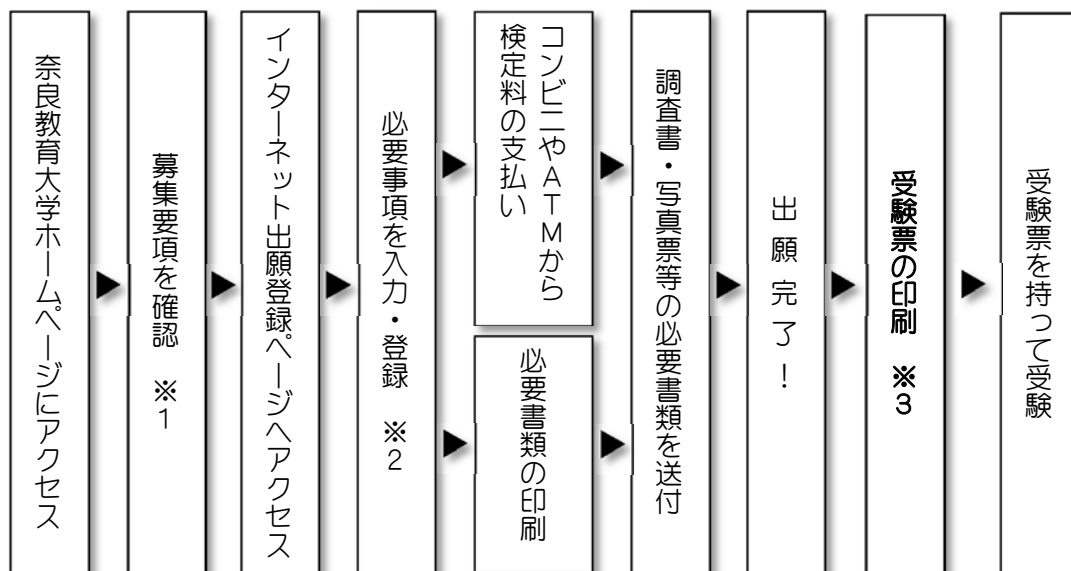 奈良教育大学ホームページにアクセス
募集要項を確認　※1
インターネット出願登録ページへアクセス
必要事項を入力・登録　※2
コンビニやATMから
検定料の支払い
必要書類の印刷
調査書・写真票等の必要書類を送付
出願完了！
受験票の印刷　※3
受験票を持って受験